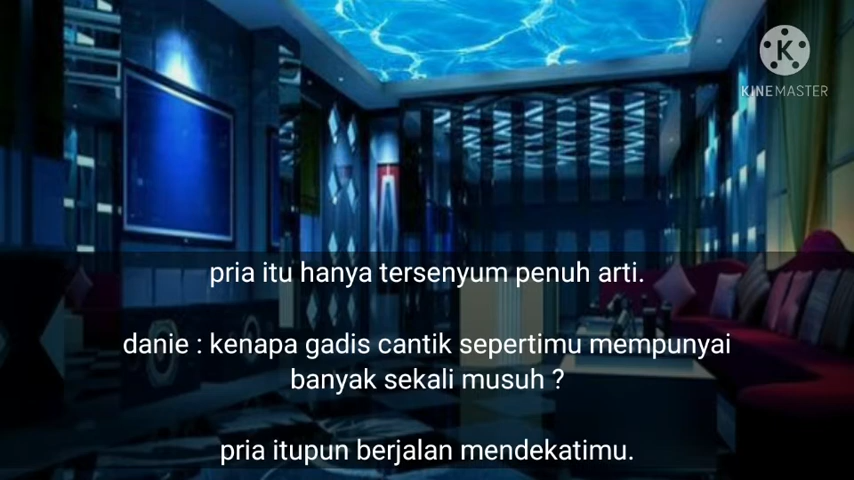 KINEMASTER
pria itu hanya tersenyum penuh arti.
danie : kenapa gadis cantik sepertimu mempunyai
banyak sekali musuh ?
pria itupun berjalan mendekatimu.